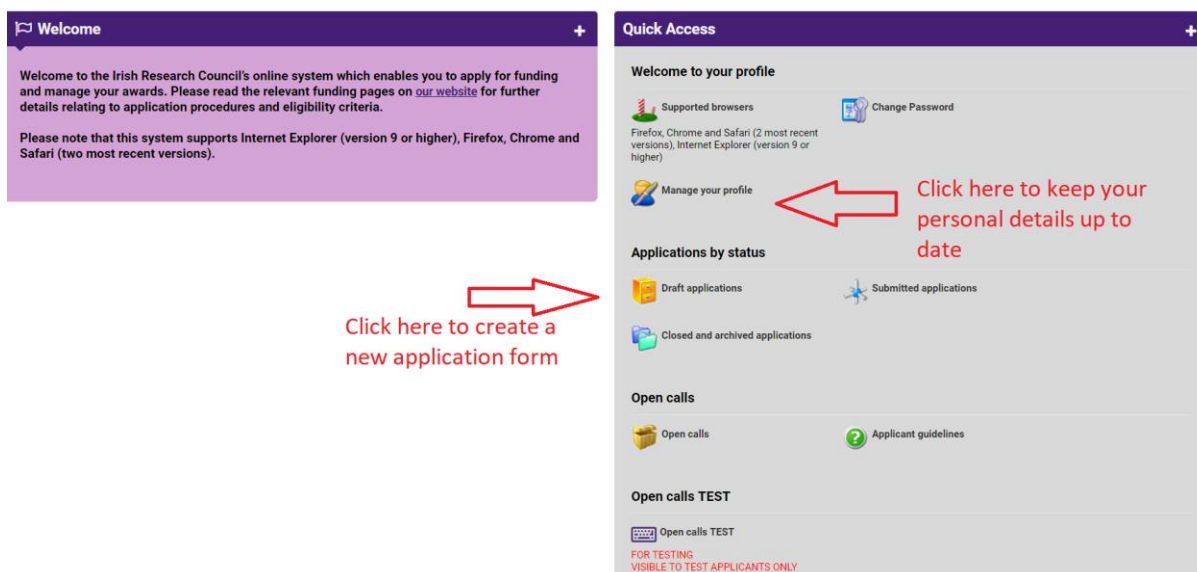 Welcome
Welcome to the Irish Research Council's online system which enables you to apply for funding
and manage your awards. Please read the relevant funding pages on our website for further
details relating to application procedures and eligibility criteria.
Please note that this system supports Internet Explorer (version 9 or higher), Firefox, Chrome and
Safari (two most recent versions).
Quick Access
Welcome to your profile
Supported browsers
Change Password
Firefox, Chrome and Safari (2 most recent
versions), Internet Explorer (version 9 or
higher)
Manage your profile
Click here to keep your
personal details up to
date
Applications by status
Draft applications
Submitted applications
Click here to create a
new application form
Closed and archived applications
Open calls
Open calls
Applicant guidelines
Open calls TEST
Open calls TEST
FOR TESTING
VISIBLE TO TEST APPLICANTS ONLY